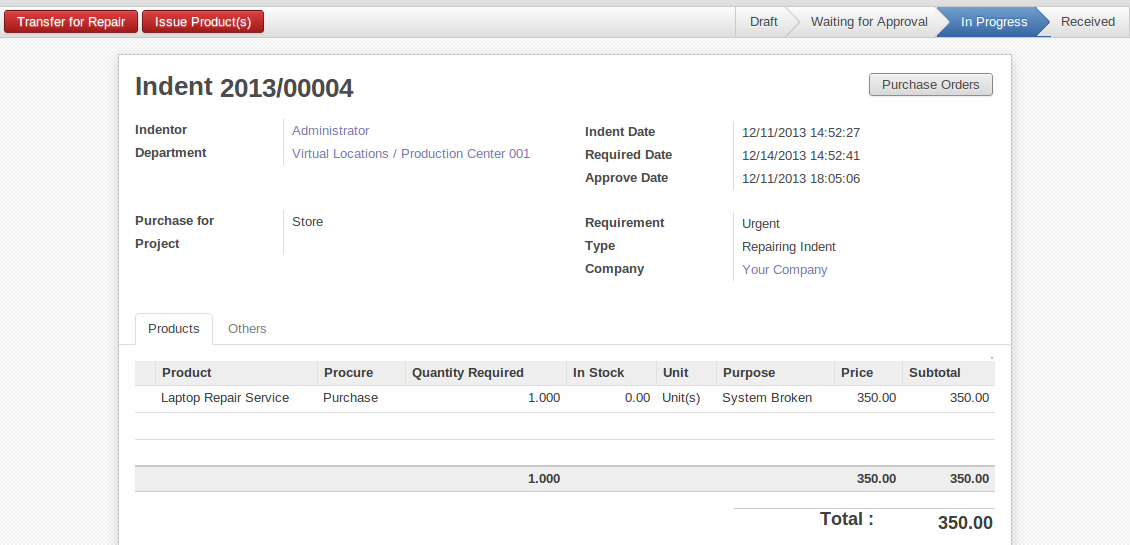 Transfer for Repair Issue Product(s) Draft Waiting for Approval In Progress Received
Indent 2013/00004 Purchase Orders
Indentor Administrator Indent Date 12/11/2013 14:52:27
Department Virtual Locations / Production Center 001 Required Date 12/14/2013 14:52:41
Approve Date 12/11/2013 18:05:06
Purchase for Store Requirement Urgent
Project Type Repairing Indent
Company Your Company
Products Others
Product Procure Quantity Required In Stock Unit Purpose Price Subtotal
Laptop Repair Service Purchase 1.000 0.00 Unit(s) System Broken 350.00 350.00
1.000 350.00 350.00
Total : 350.00